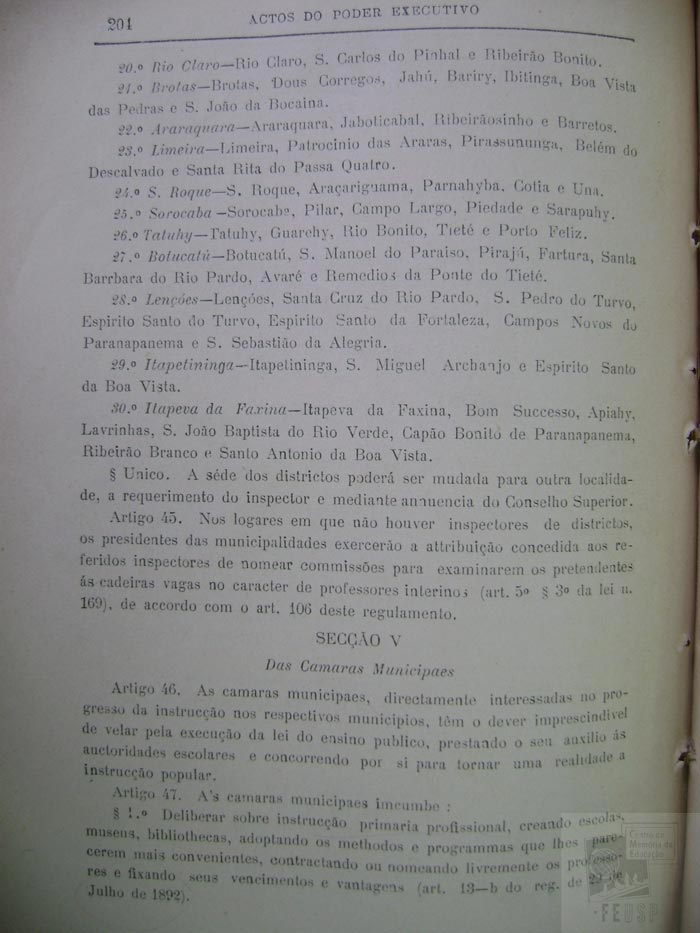 204 ACTOS DO PODER EXECUTIVO
20.º Rio Claro—Rio Claro, S. Carlos do Pinhal e Ribeirão Bonito.
21.º Brotas—Brotas, Dous Corregos, Jahú, Bariry, Ibitinga, Boa Vista
das Pedras e S. João da Bocaina.
22.º Araraquara—Araraquara, Jaboticabal, Ribeirãosinho e Barretos.
23.º Limeira—Limeira, Patrocinio das Araras, Pirassununga, Belém do
Descalvado e Santa Rita do Passa Quatro.
24.º S. Roque—S. Roque, Araçariguama, Parnahyba, Cotia e Una.
25.º Sorocaba—Sorocaba, Pilar, Campo Largo, Piedade e Sarapuhy.
26.º Tatuhy—Tatuhy, Guarehy, Rio Bonito, Tieté e Porto Feliz.
27.º Botucatú—Botucatú, S. Manoel do Paraiso, Pirajú, Fartura, Santa
Barrbara do Rio Pardo, Avaré e Remedios da Ponte do Tieté.
28.º Lenções—Lenções, Santa Cruz do Rio Pardo, S. Pedro do Turvo,
Espirito Santo do Turvo, Espirito Santo da Fortaleza, Campos Novos do
Paranapanema e S. Sebastião da Alegria.
29.º Itapetininga—Itapetininga, S. Miguel Archanjo e Espirito Santo
da Boa Vista.
30.º Itapeva da Faxina—Itapeva da Faxina, Bom Successo, Apiahy,
Lavrinhas, S. João Baptista do Rio Verde, Capão Bonito de Paranapanema,
Ribeirão Branco e Santo Antonio da Boa Vista.
§ Unico. A séde dos districtos poderá ser mudada para outra localida-
de, a requerimento do inspector e mediante annuencia do Conselho Superior.
Artigo 45. Nos logares em que não houver inspectores de districtos,
os presidentes das municipalidades exercerão a attribuição concedida aos re-
feridos inspectores de nomear commissões para examinarem os pretendentes
ás cadeiras vagas no caracter de professores interinos (art. 5º § 3º da lei n.
169), de accordo com o art. 106 deste regulamento.
SECÇÃO V
Das Camaras Municipaes
Artigo 46. As camaras municipaes, directamente interessadas no pro-
gresso da instrucção nos respectivos municipios, têm o dever imprescindivel
de velar pela execução da lei do ensino publico, prestando o seu auxilio ás
auctoridades escolares e concorrendo por si para tornar uma realidade a
instrucção popular.
Artigo 47. A's camaras municipaes imcumbe :
§ 1.º Deliberar sobre instrucção primaria profissional, creando escolas,
museus, bibliothecas, adoptando os methodos e programmas que lhes pare-
cerem mais convenientes, contractando ou nomeando livremente os professo-
res e fixando seus vencimentos e vantagens (art. 13—b do reg. de 22 de
Julho de 1892).
Centro de
Memória da
Educação
FEUSP